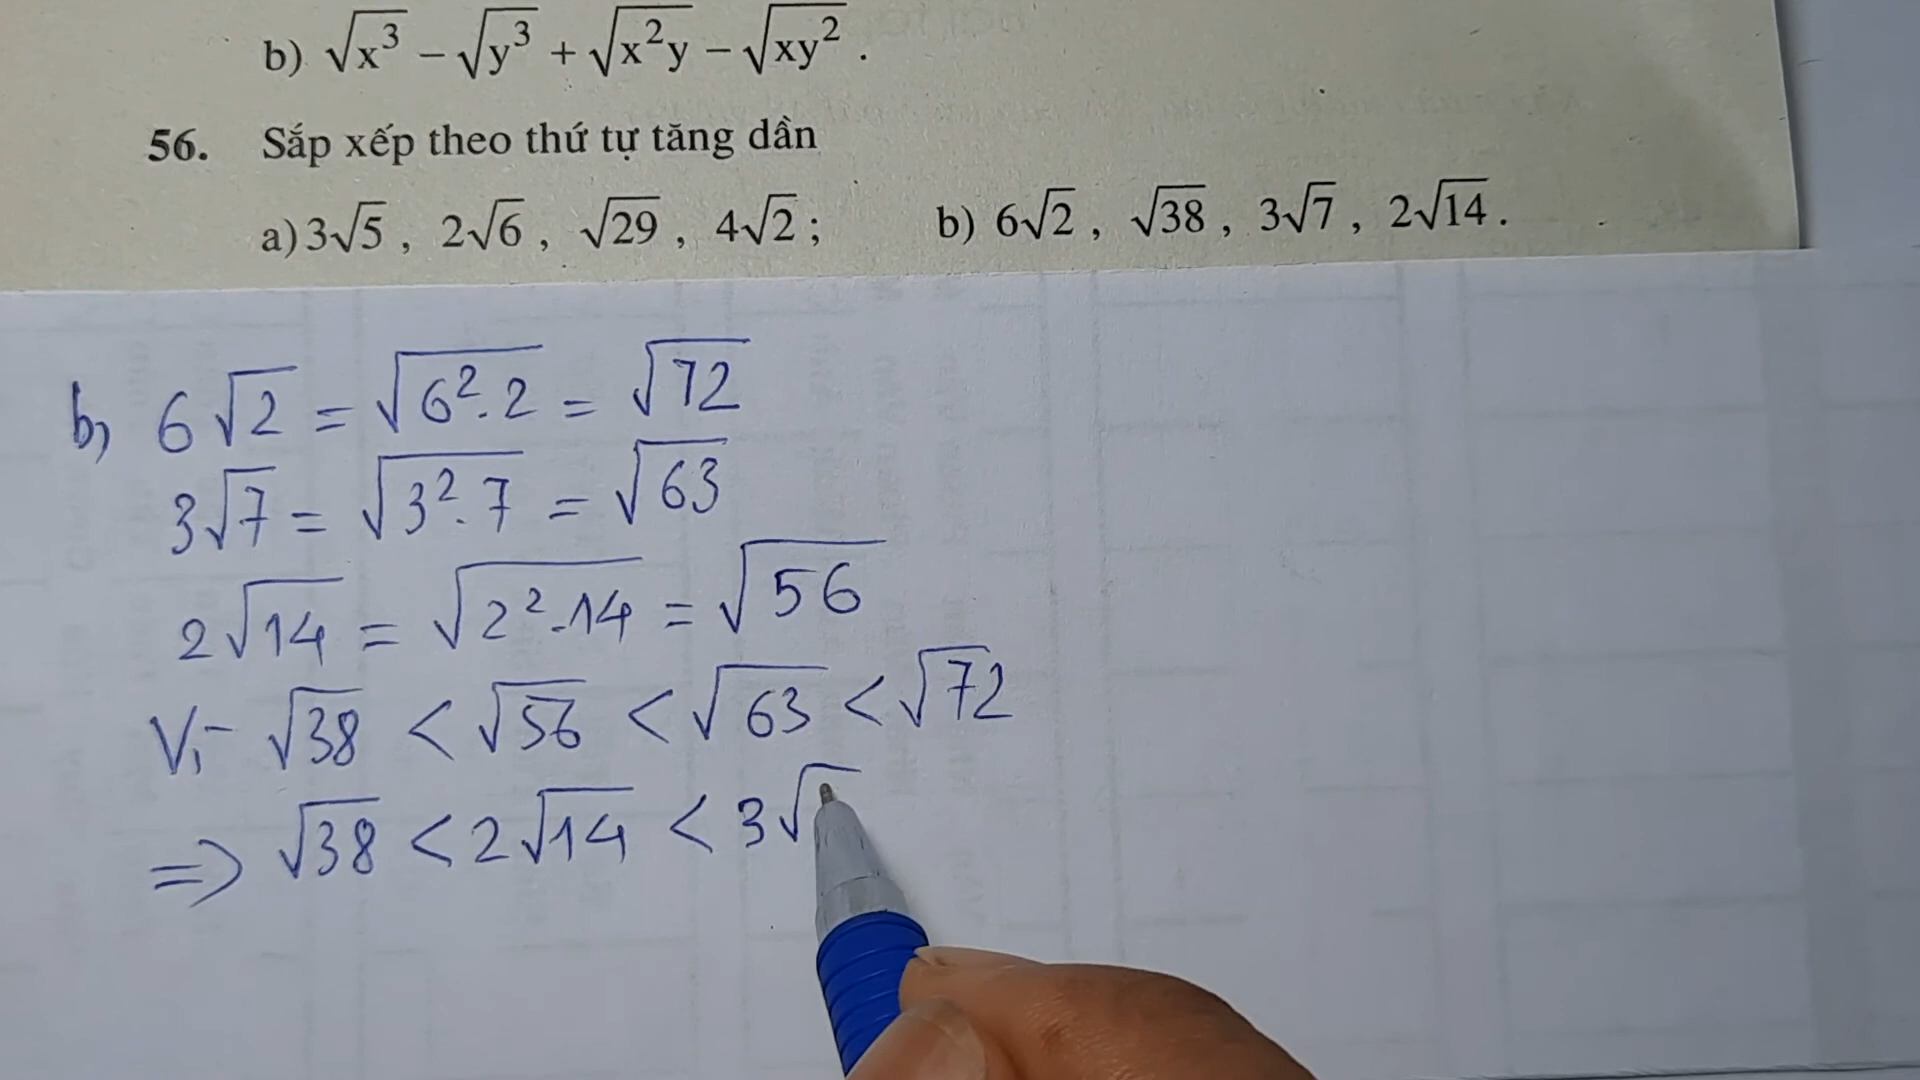 b) √x³ − √y³ + √x²y − √xy² .
56. Sắp xếp theo thứ tự tăng dần
a) 3√5 , 2√6 , √29 , 4√2 ; b) 6√2 , √38 , 3√7 , 2√14 .
b, 6√2 = √6².2 = √72
3√7 = √3².7 = √63
2√14 = √2².14 = √56
Vì √38 < √56 < √63 < √72
=> √38 < 2√14 < 3√